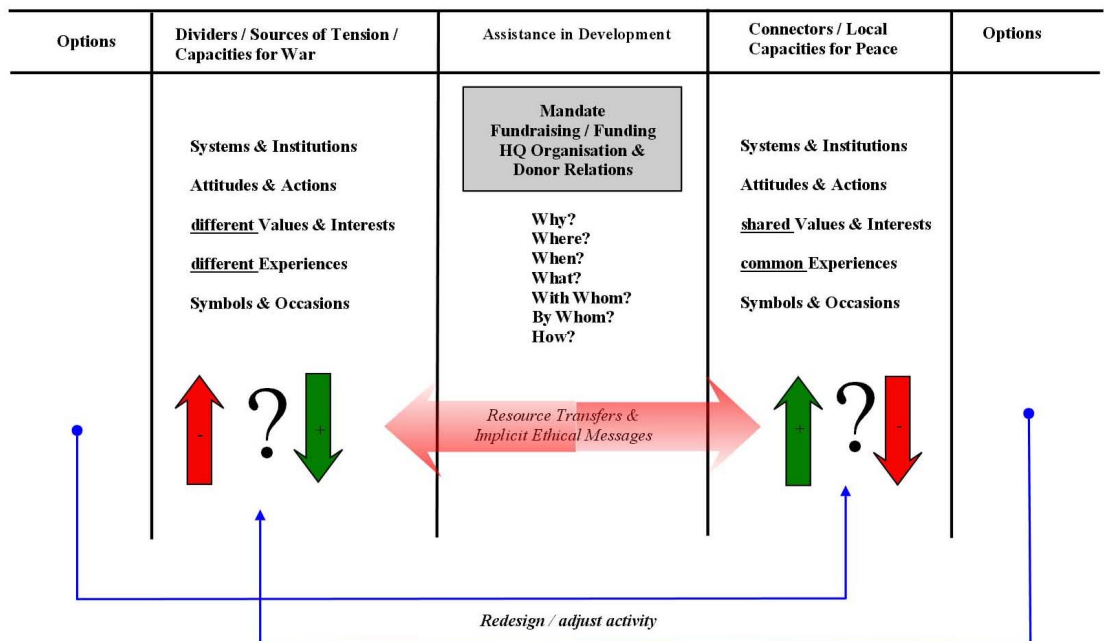 Options
Dividers / Sources of Tension /
Capacities for War
Assistance in Development
Connectors / Local
Capacities for Peace
Options
Mandate
Fundraising / Funding
HQ Organisation &
Donor Relations
Systems & Institutions
Attitudes & Actions
different Values & Interests
different Experiences
Symbols & Occasions
Why?
Where?
When?
What?
With Whom?
By Whom?
How?
Systems & Institutions
Attitudes & Actions
shared Values & Interests
common Experiences
Symbols & Occasions
-
?
+
Resource Transfers &
Implicit Ethical Messages
+
?
-
Redesign / adjust activity